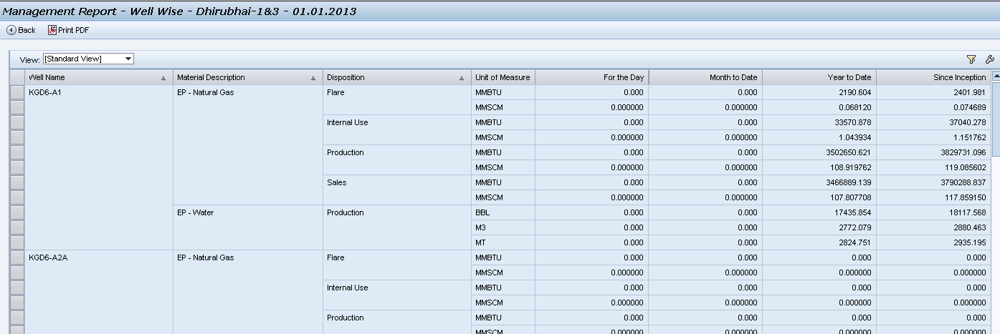 Management Report - Well Wise - Dhirubhai-1&3 - 01.01.2013
Back Print PDF
View: [Standard View]
Well Name Material Description Disposition Unit of Measure For the Day Month to Date Year to Date Since Inception
KGD6-A1 EP - Natural Gas Flare MMBTU 0.000 0.000 2190.604 2401.981
MMSCM 0.000000 0.000000 0.068120 0.074689
Internal Use MMBTU 0.000 0.000 33570.878 37040.278
MMSCM 0.000000 0.000000 1.043934 1.151762
Production MMBTU 0.000 0.000 3502650.621 3829731.096
MMSCM 0.000000 0.000000 108.919762 119.085602
Sales MMBTU 0.000 0.000 3466889.139 3790288.837
MMSCM 0.000000 0.000000 107.807708 117.859150
EP - Water Production BBL 0.000 0.000 17435.854 18117.568
M3 0.000 0.000 2772.079 2880.463
MT 0.000 0.000 2824.751 2935.195
KGD6-A2A EP - Natural Gas Flare MMBTU 0.000 0.000 0.000 0.000
MMSCM 0.000000 0.000000 0.000000 0.000000
Internal Use MMBTU 0.000 0.000 0.000 0.000
MMSCM 0.000000 0.000000 0.000000 0.000000
Production MMBTU 0.000 0.000 0.000 0.000
MMSCM 0.000000 0.000000 0.000000 0.000000